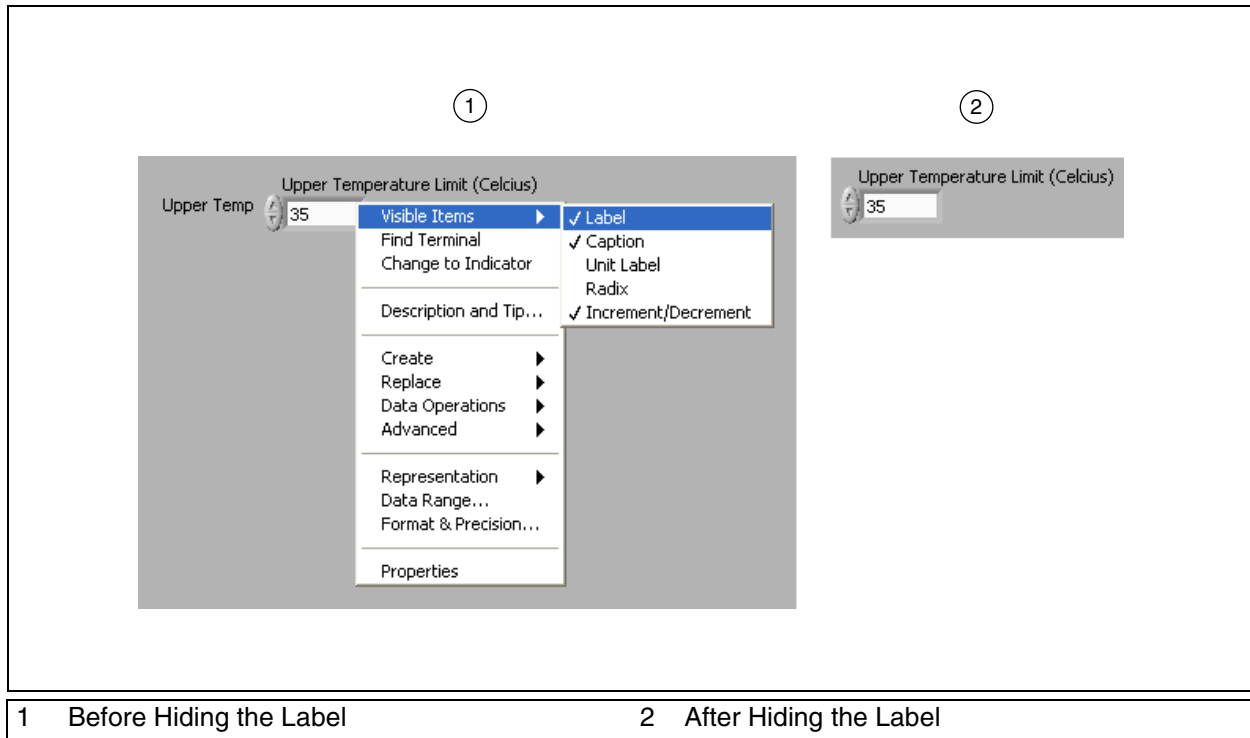 1
2
Upper Temperature Limit (Celcius)
Upper Temp
35
Visible Items
Find Terminal
Change to Indicator
Description and Tip...
Create
Replace
Data Operations
Advanced
Representation
Data Range...
Format & Precision...
Properties
Label
Caption
Unit Label
Radix
Increment/Decrement
Upper Temperature Limit (Celcius)
35
1 Before Hiding the Label
2 After Hiding the Label